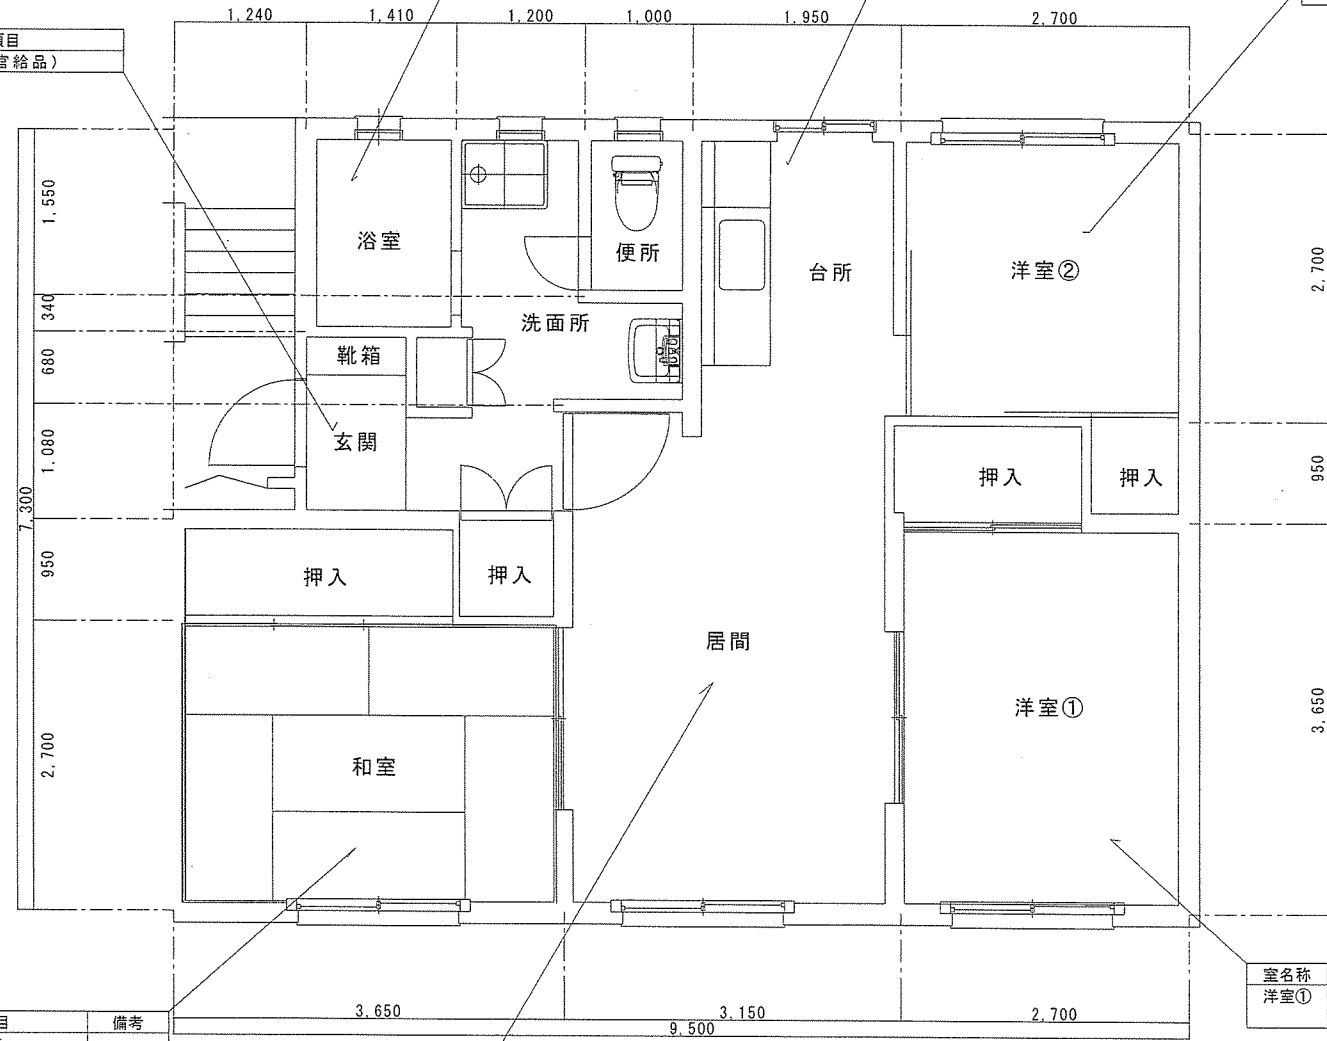 1,240
1,410
1,200
1,000
1,950
2,700
項目
官給品)
1,550
340
680
1,080
7,300
950
2,700
浴室
便所
台所
洋室②
2,700
洗面所
靴箱
玄関
押入
押入
950
押入
押入
居間
洋室①
3,650
和室
室名称
洋室①
備考
3,650
3,150
2,700
9,500